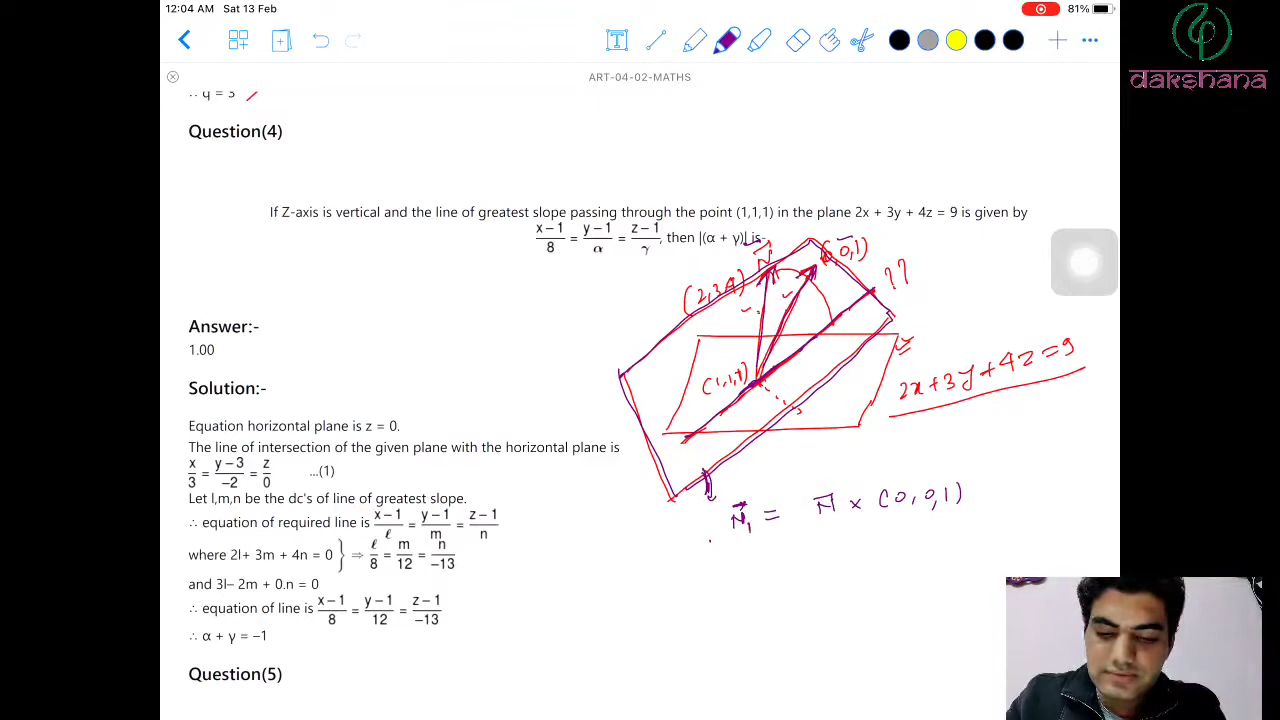 12:04 AM Sat 13 Feb
81%
ART-04-02-MATHS
dakshana
∴ γ = 3
Question(4)
If Z-axis is vertical and the line of greatest slope passing through the point (1,1,1) in the plane 2x + 3y + 4z = 9 is given by
x−1/8 = y−1/α = z−1/γ, then |(α + γ)| is-
N⃗
0,1)
(2,3,4)
??
(1,1,1)
2x+3y+4z=9
Answer:-
1.00
Solution:-
Equation horizontal plane is z = 0.
The line of intersection of the given plane with the horizontal plane is
x/3 = y−3/−2 = z/0 ...(1)
Let l,m,n be the dc's of line of greatest slope.
N⃗₁ = N⃗ × (0,0,1)
∴ equation of required line is x−1/ℓ = y−1/m = z−1/n
where 2l+ 3m + 4n = 0 } ⇒ ℓ/8 = m/12 = n/−13
and 3l– 2m + 0.n = 0
∴ equation of line is x−1/8 = y−1/12 = z−1/−13
∴ α + γ = –1
Question(5)